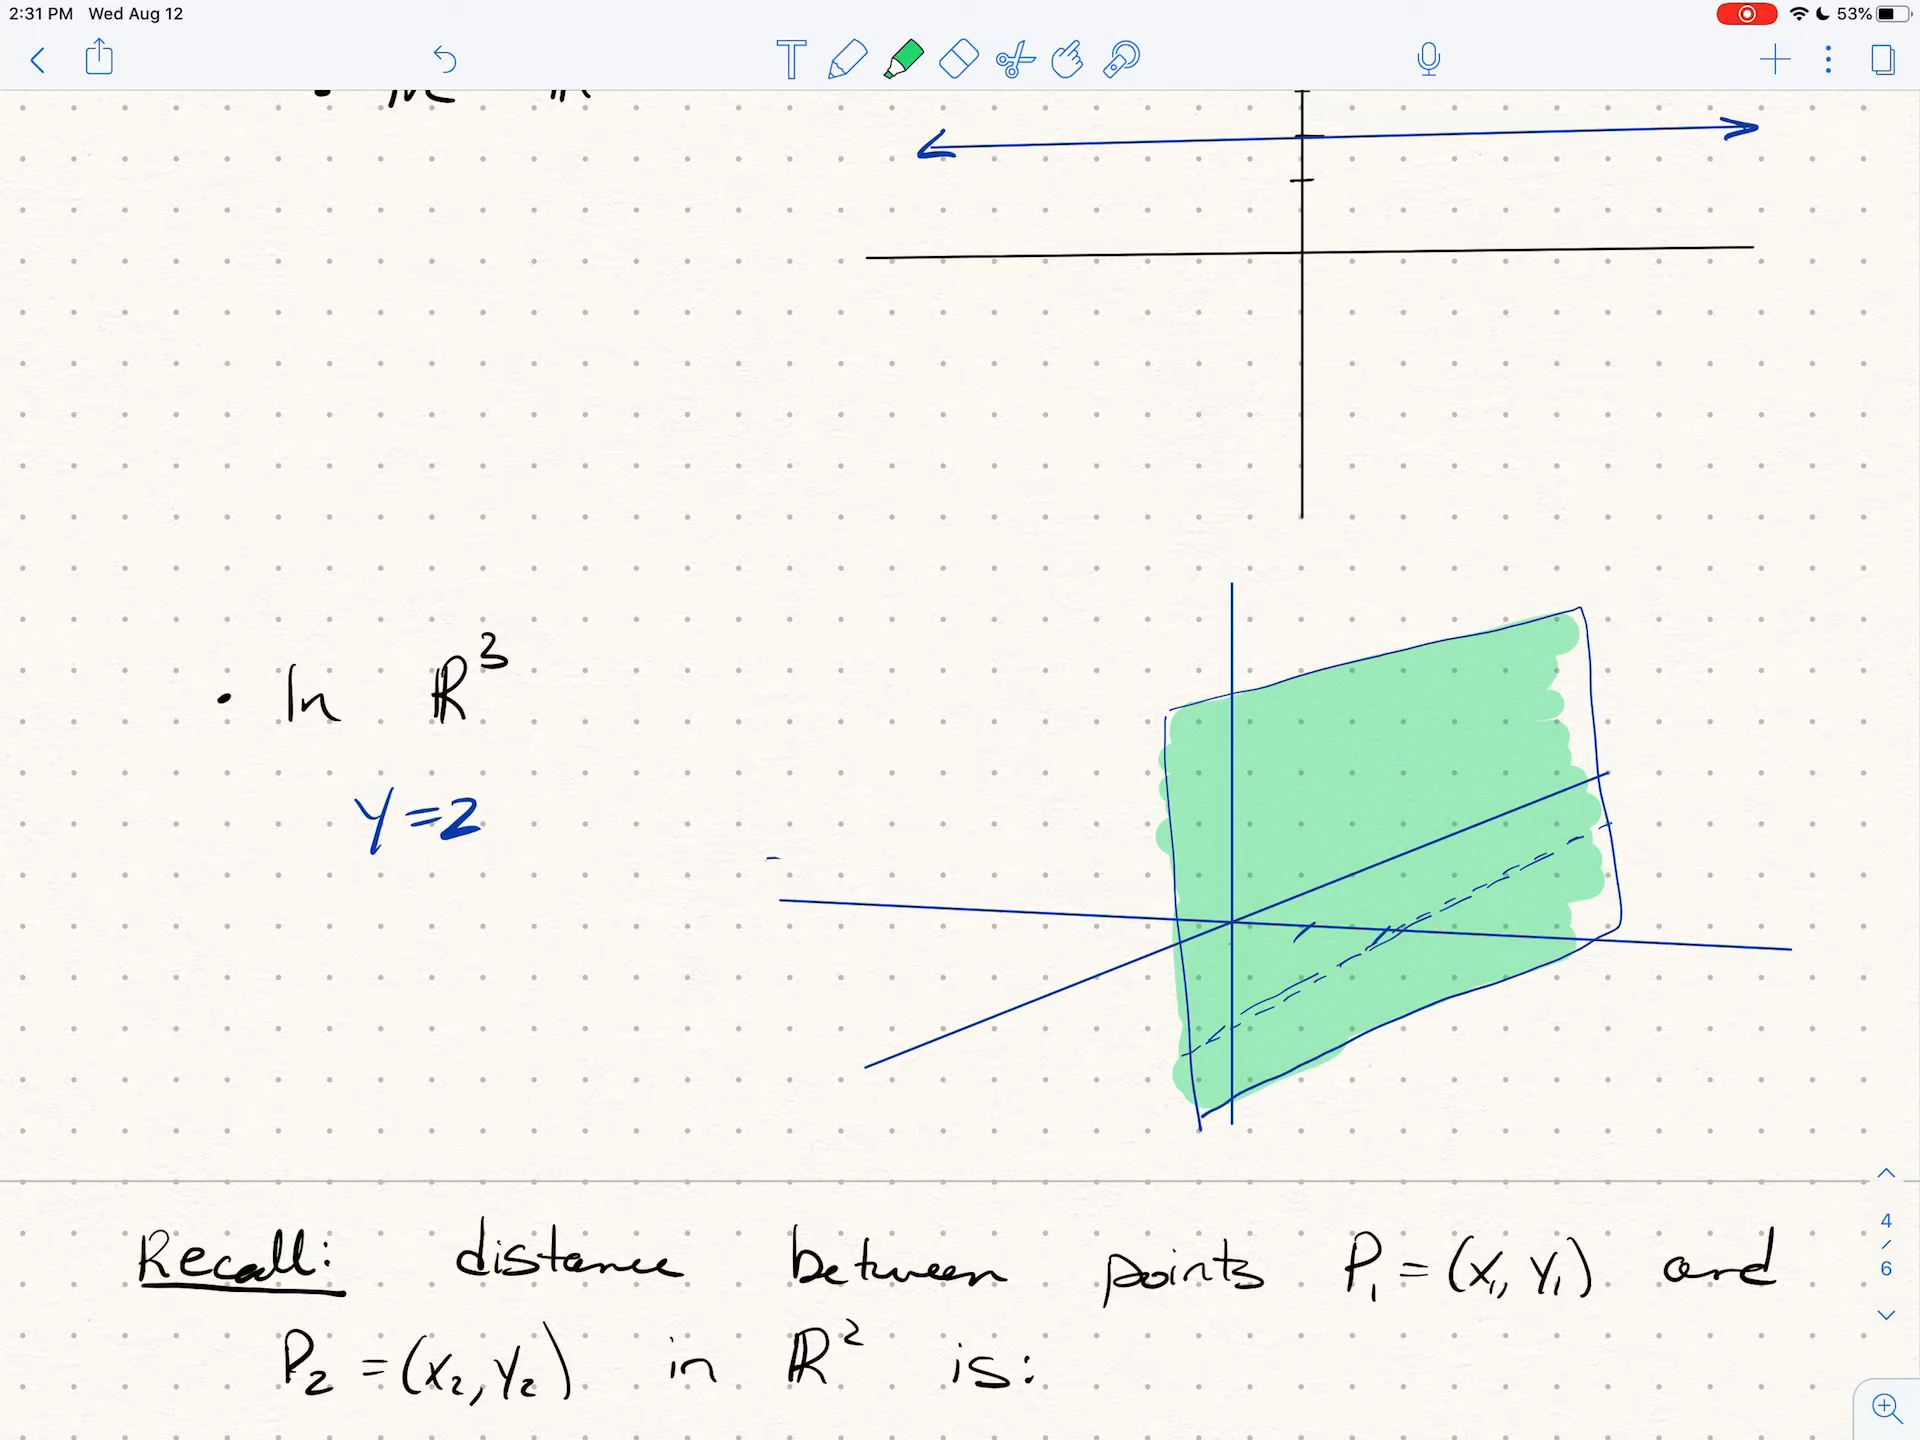 2:31 PM Wed Aug 12
53%
T
• In ℝ³
y=2
Recall: distance between points P₁ = (x₁, y₁) and
P₂ = (x₂, y₂) in ℝ² is:
4
/
6